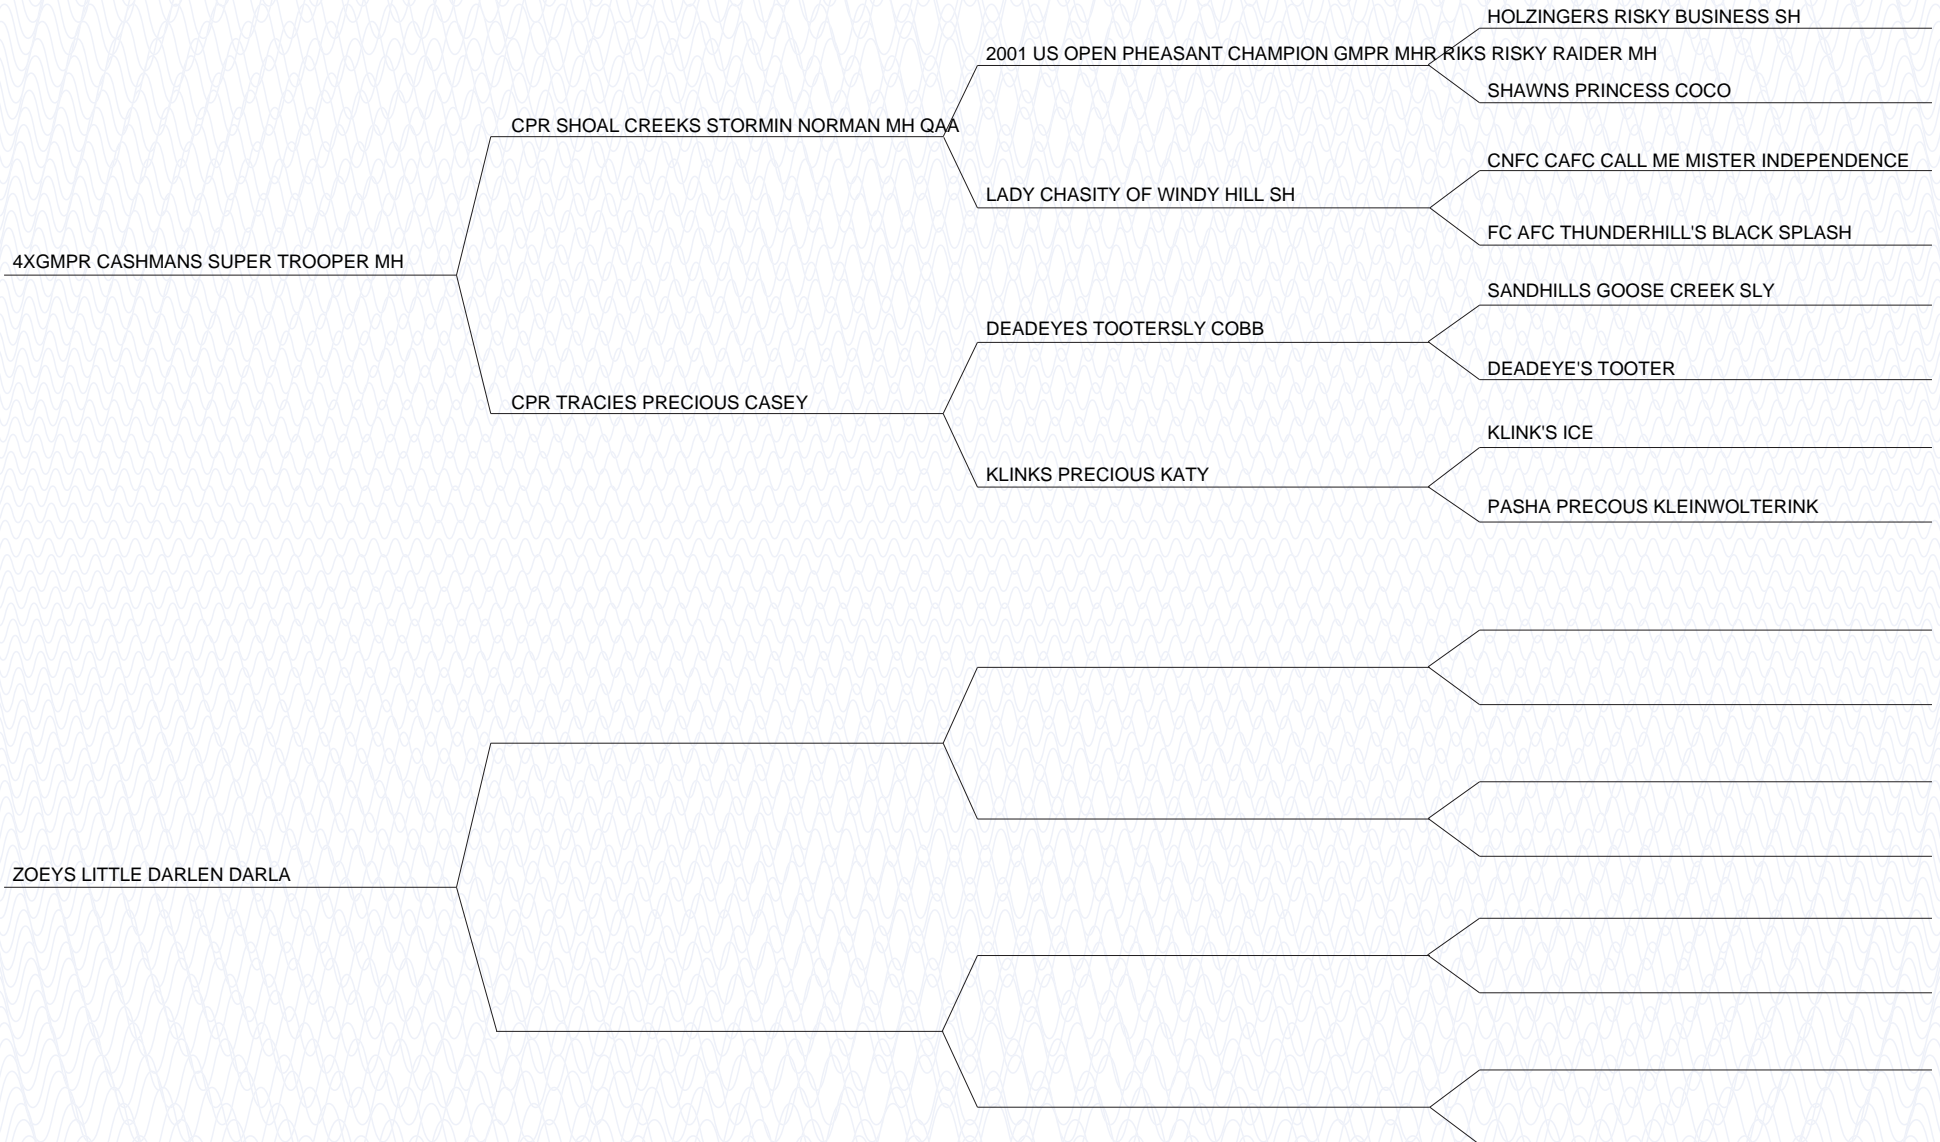 HOLZINGERS RISKY BUSINESS SH
2001 US OPEN PHEASANT CHAMPION GMPR MHR RIKS RISKY RAIDER MH
SHAWNS PRINCESS COCO
CPR SHOAL CREEKS STORMIN NORMAN MH QAA
CNFC CAFC CALL ME MISTER INDEPENDENCE
LADY CHASITY OF WINDY HILL SH
FC AFC THUNDERHILL'S BLACK SPLASH
4XGMPR CASHMANS SUPER TROOPER MH
SANDHILLS GOOSE CREEK SLY
DEADEYES TOOTERSLY COBB
DEADEYE'S TOOTER
CPR TRACIES PRECIOUS CASEY
KLINK'S ICE
KLINKS PRECIOUS KATY
PASHA PRECOUS KLEINWOLTERINK
ZOEYS LITTLE DARLEN DARLA